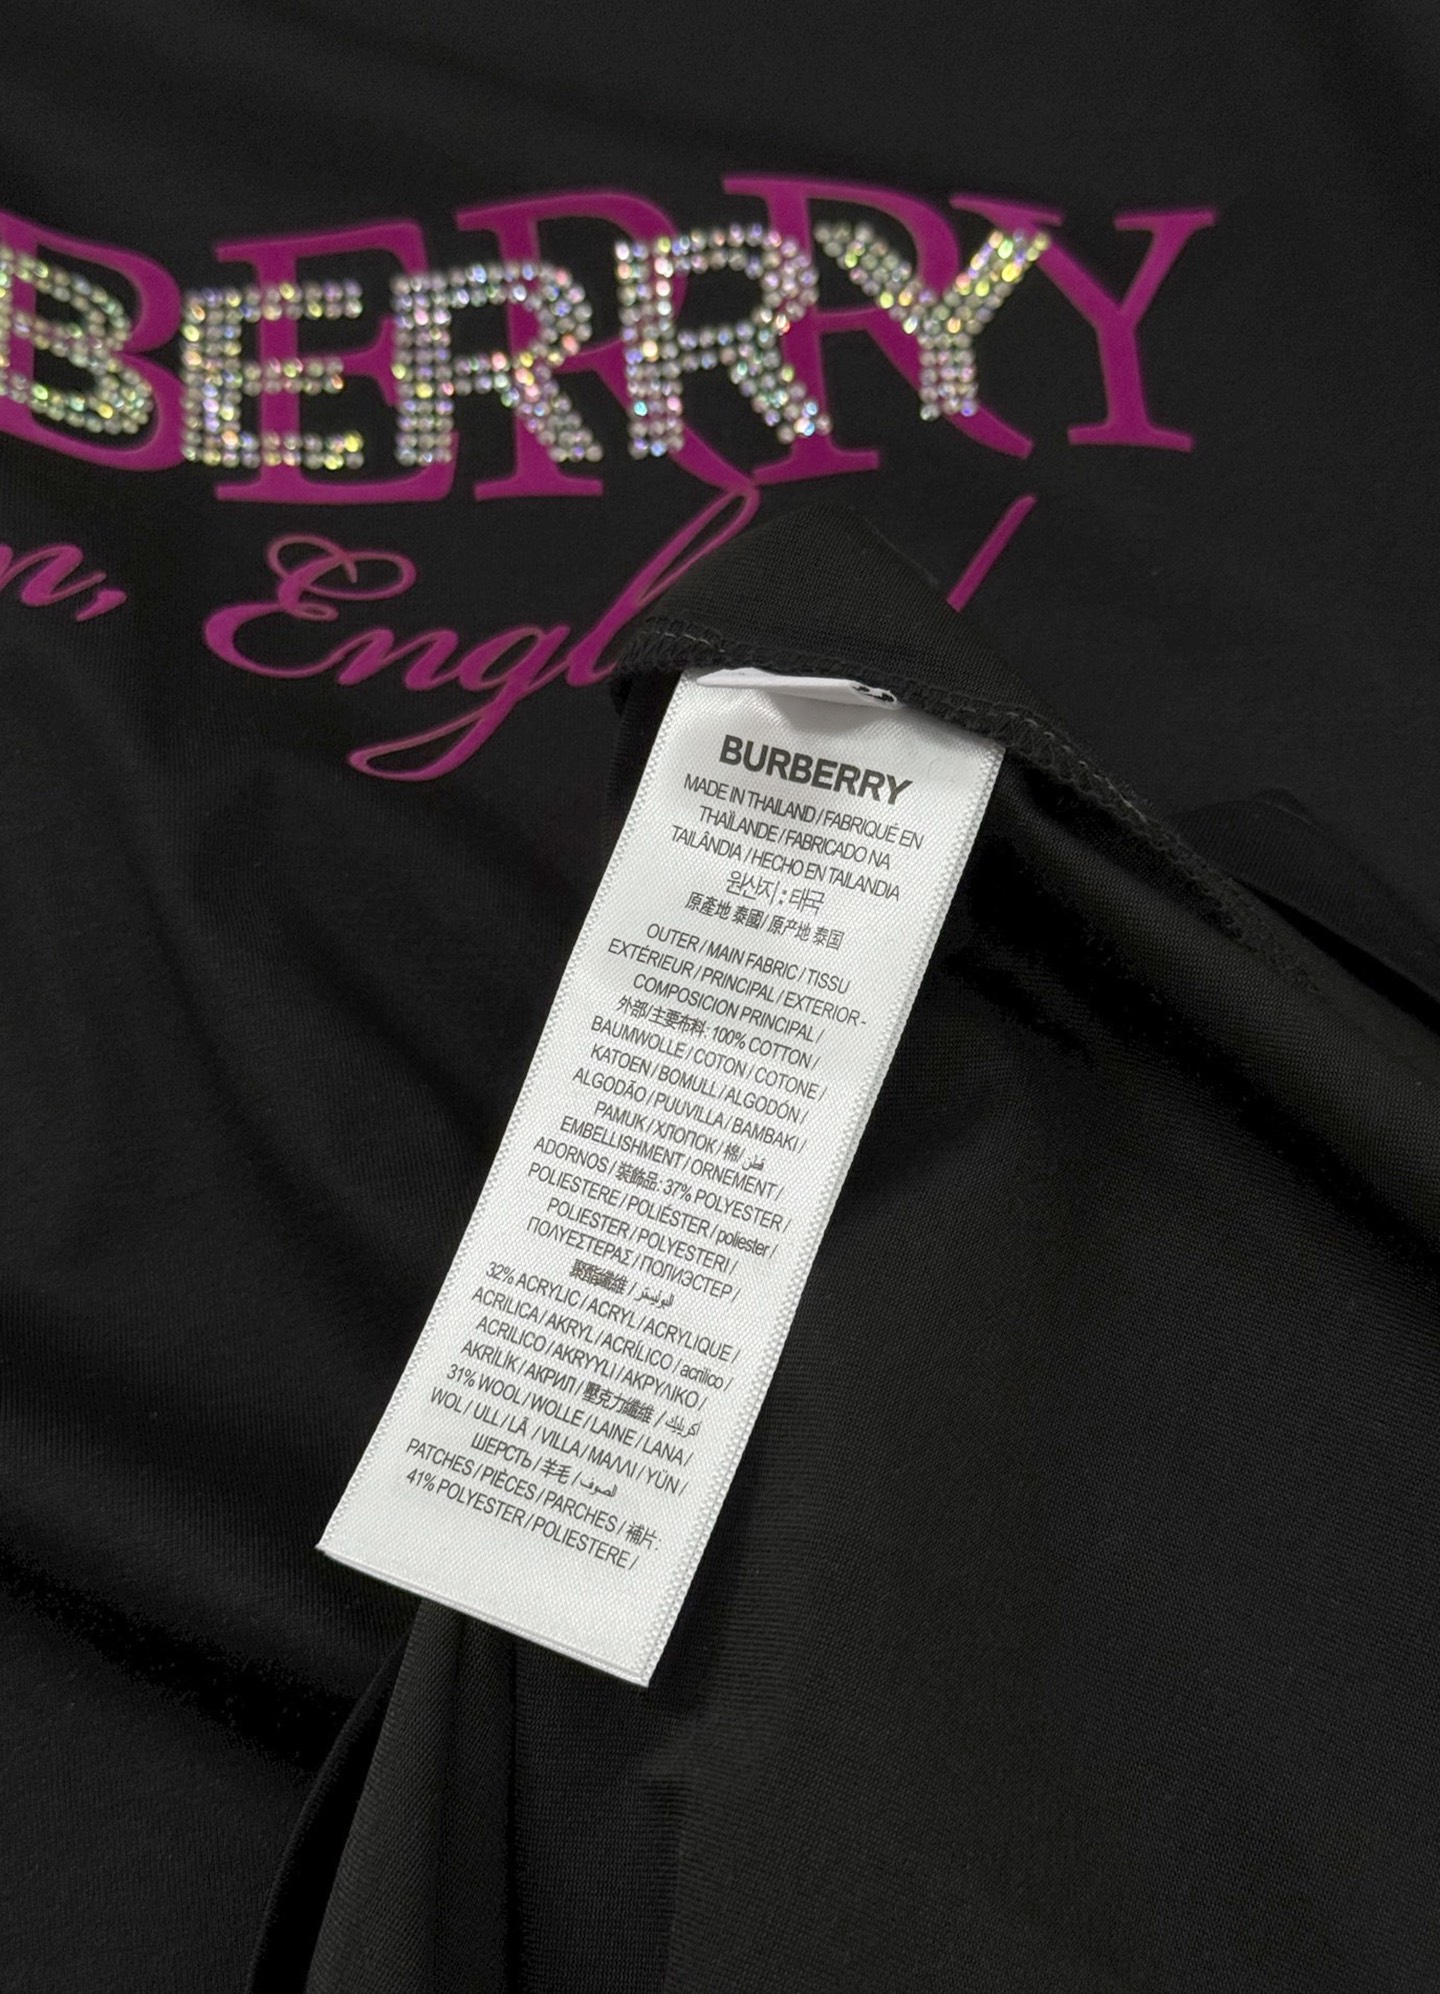 BERRY
BERRY
n, Engl
BURBERRY
MADE IN THAILAND / FABRIQUÉ EN
THAÏLANDE / FABRICADO NA
TAILÂNDIA / HECHO EN TAILANDIA
원산지 : 태국
原產地 泰國 / 原产地 泰国
OUTER / MAIN FABRIC / TISSU
EXTÉRIEUR / PRINCIPAL / EXTERIOR -
COMPOSICION PRINCIPAL /
外部/主要布料: 100% COTTON /
BAUMWOLLE / COTON / COTONE /
KATOEN / BOMULL / ALGODÓN /
ALGODÃO / PUUVILLA / BAMBAKI /
PAMUK / ХЛОПОК / 棉 / قطن
EMBELLISHMENT / ORNEMENT /
ADORNOS / 裝飾品: 37% POLYESTER /
POLIESTERE / POLIÉSTER / poliester /
POLIESTER / POLYESTERI /
ΠΟΛΥΕΣΤΕΡΑΣ / ПОЛИЭСТЕР /
聚酯纖維 / البوليستر
32% ACRYLIC / ACRYL / ACRYLIQUE /
ACRILICA / AKRYL / ACRÍLICO / acrilico /
ACRILICO / AKRYYLI / ΑΚΡΥΛΙΚΟ /
AKRILIK / АКРИЛ / 壓克力纖維 / اكريليك
31% WOOL / WOLLE / LAINE / LANA /
WOL / ULL / LÃ / VILLA / ΜΑΛΛΙ / YÜN /
ШЕРСТЬ / 羊毛 / الصوف
PATCHES / PIÈCES / PARCHES / 補片 :
41% POLYESTER / POLIESTERE /